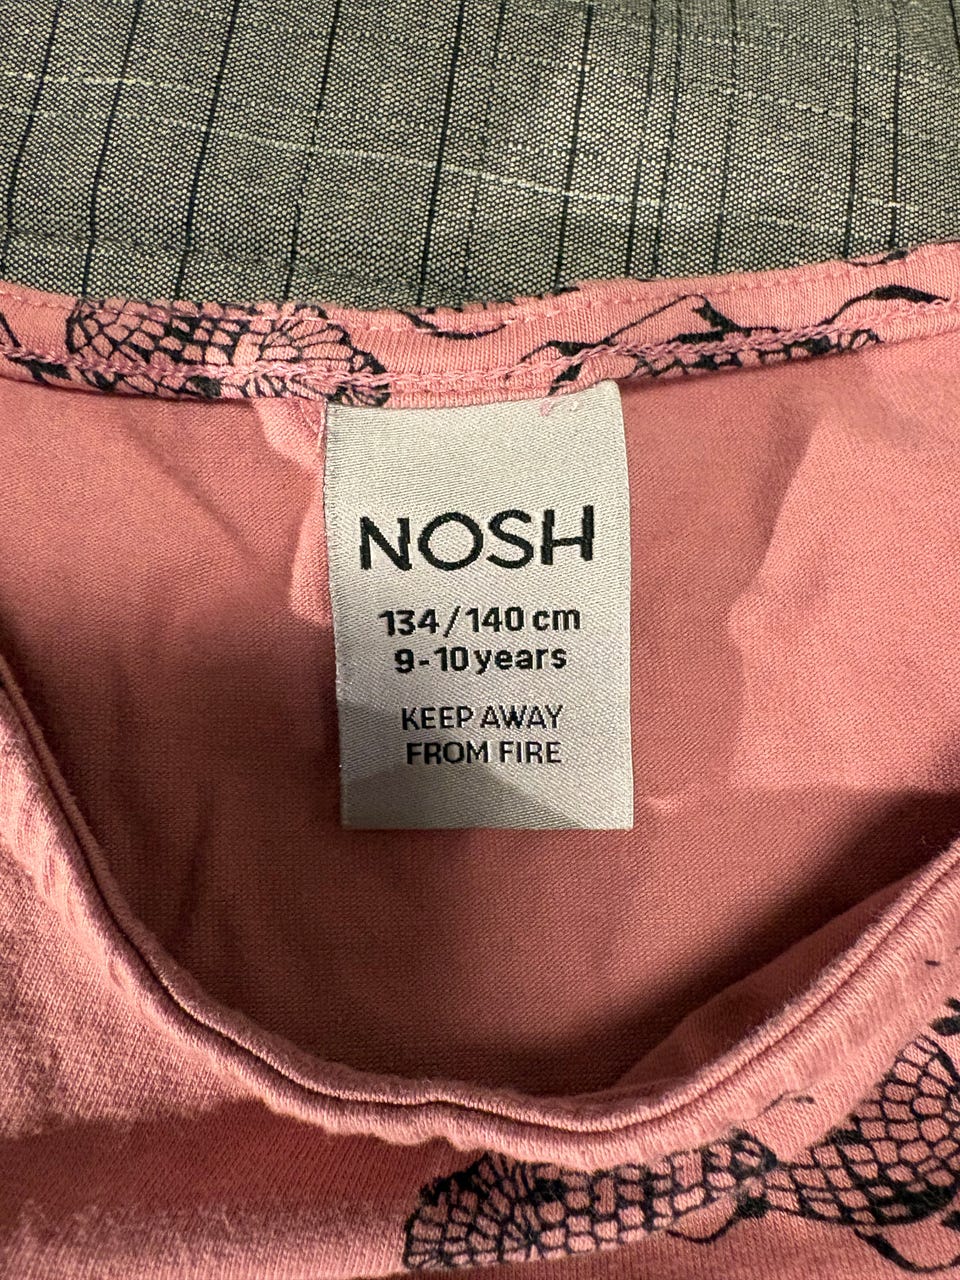 NOSH
134/140 cm
9-10 years
KEEP AWAY
FROM FIRE